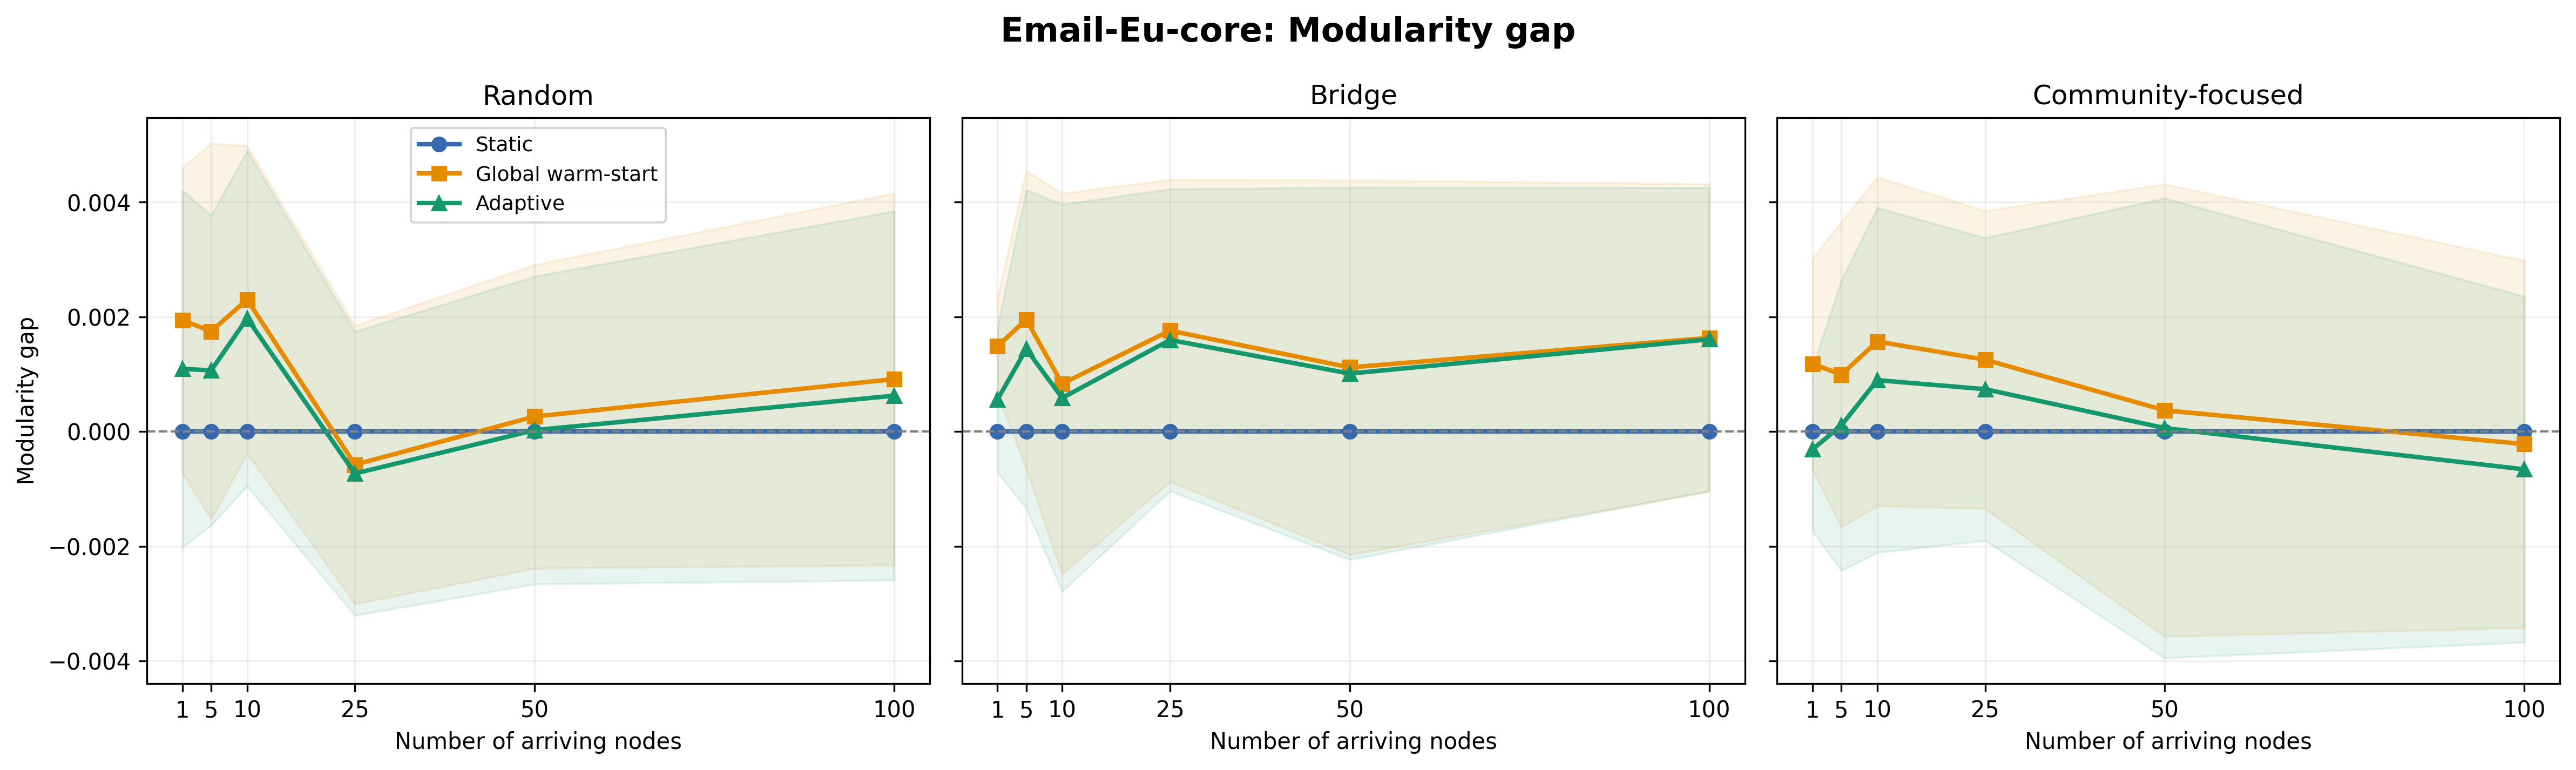 Email-Eu-core: Modularity gap
Random
Bridge
Community-focused
Static
Global warm-start
Adaptive
Modularity gap
0.004
0.002
0.000
−0.002
−0.004
1 5 10 25 50 100
1 5 10 25 50 100
1 5 10 25 50 100
Number of arriving nodes
Number of arriving nodes
Number of arriving nodes